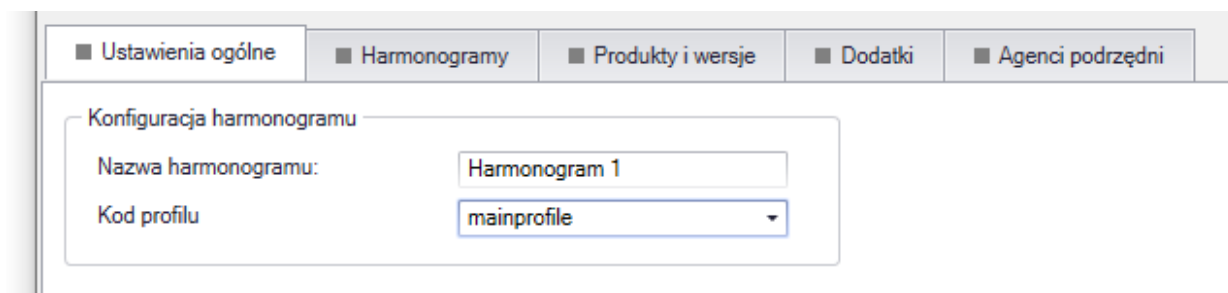 Ustawienia ogólne Harmonogramy Produkty i wersje Dodatki Agenci podrzędni
Konfiguracja harmonogramu
Nazwa harmonogramu: Harmonogram 1
Kod profilu mainprofile